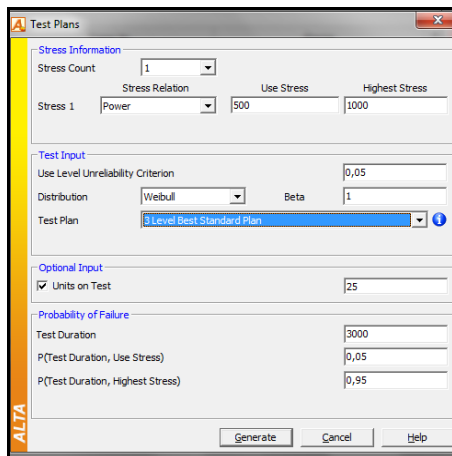 Test Plans
Stress Information
Stress Count 1
Stress Relation Use Stress Highest Stress
Stress 1 Power 500 1000
Test Input
Use Level Unreliability Criterion 0,05
Distribution Weibull Beta 1
Test Plan 3 Level Best Standard Plan
Optional Input
Units on Test 25
Probability of Failure
Test Duration 3000
P(Test Duration, Use Stress) 0,05
P(Test Duration, Highest Stress) 0,95
Generate Cancel Help
ALTA